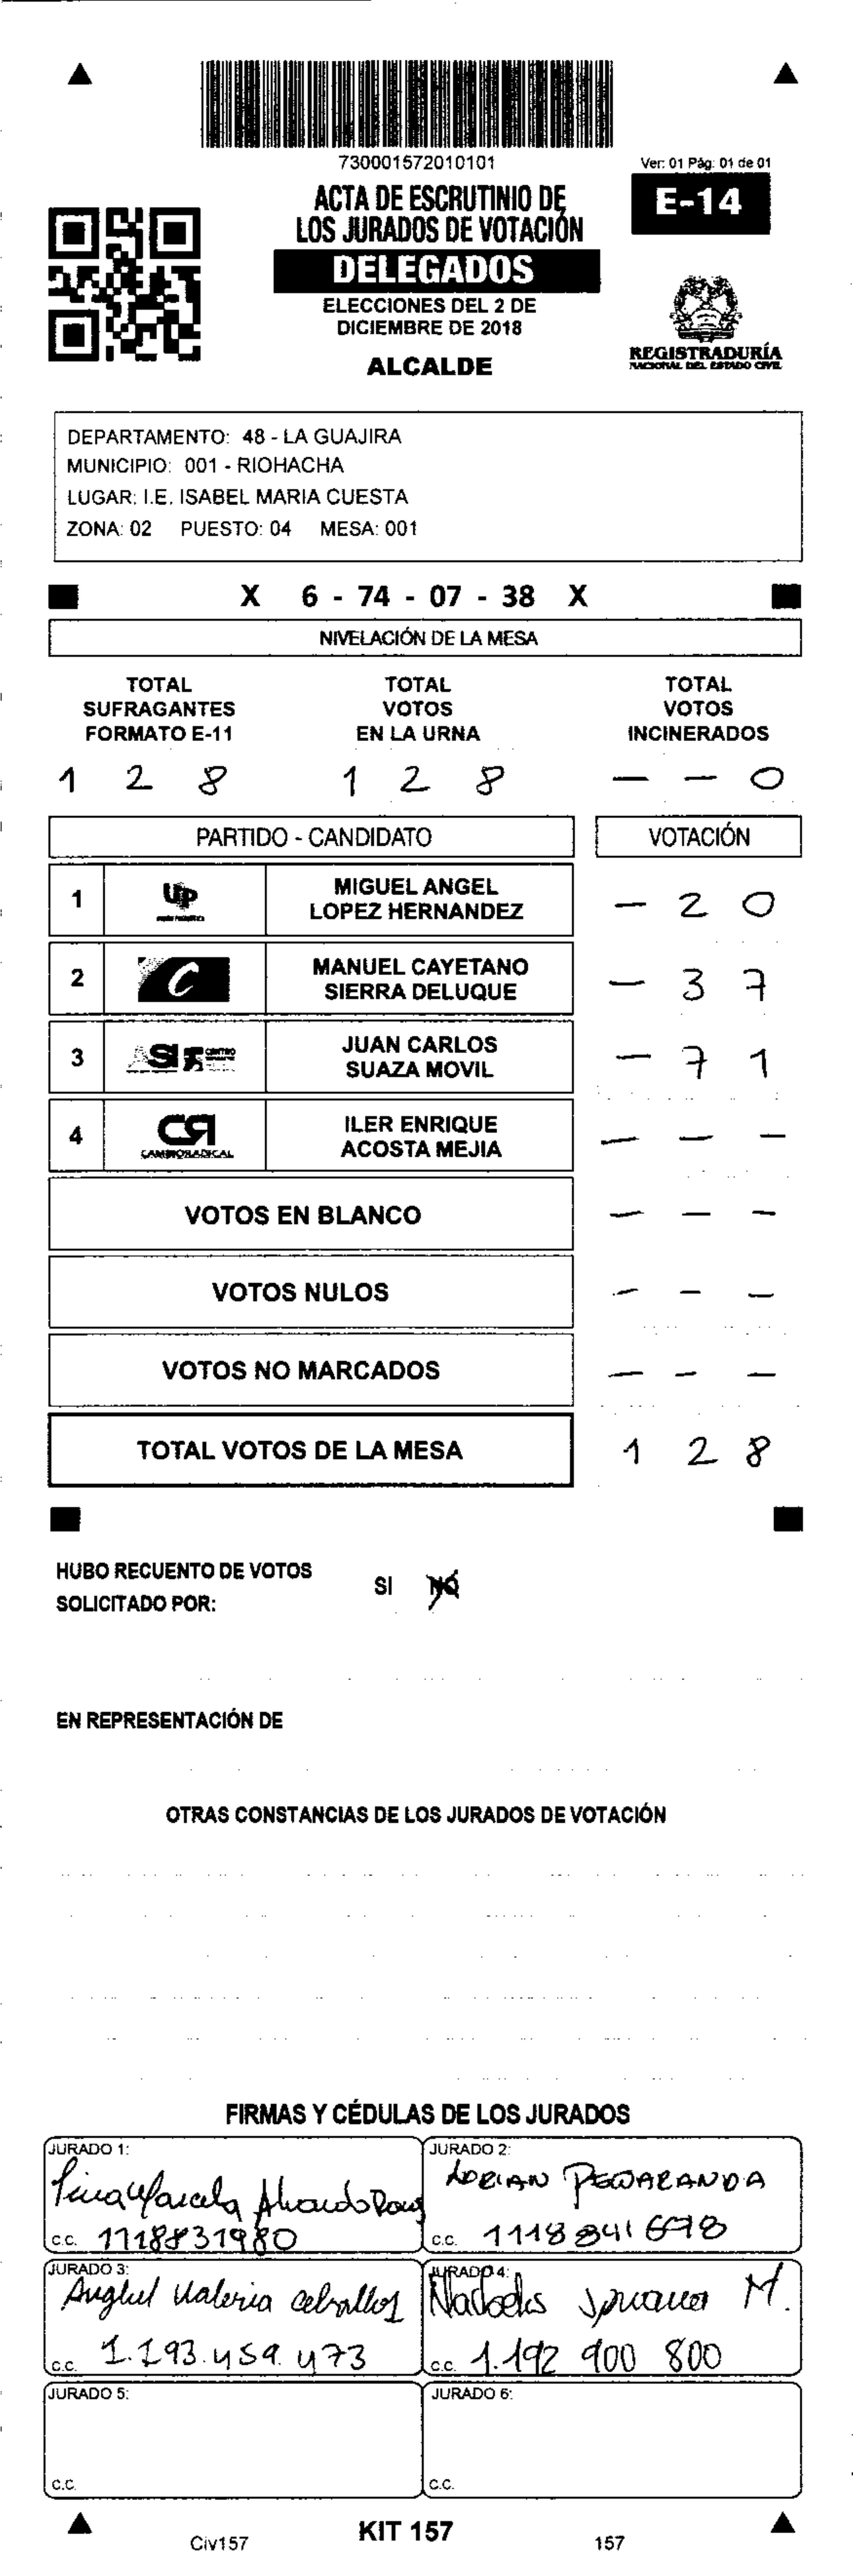 730001572010101
Ver: 01 Pág: 01 de 01
ACTA DE ESCRUTINIO DE
LOS JURADOS DE VOTACIÓN
E-14
DELEGADOS
ELECCIONES DEL 2 DE
DICIEMBRE DE 2018
ALCALDE
REGISTRADURÍA
NACIONAL DEL ESTADO CIVIL
DEPARTAMENTO: 48 - LA GUAJIRA
MUNICIPIO: 001 - RIOHACHA
LUGAR: I.E. ISABEL MARIA CUESTA
ZONA: 02 PUESTO: 04 MESA: 001
X 6 - 74 - 07 - 38 X
NIVELACIÓN DE LA MESA
TOTAL SUFRAGANTES FORMATO E-11
TOTAL VOTOS EN LA URNA
TOTAL VOTOS INCINERADOS
1 2 8 1 2 8 - - 0
PARTIDO - CANDIDATO VOTACIÓN
1 UP MIGUEL ANGEL LOPEZ HERNANDEZ - 2 0
2 C MANUEL CAYETANO SIERRA DELUQUE - 3 7
3 ASI JUAN CARLOS SUAZA MOVIL - 7 1
4 CR CAMBIO RADICAL ILER ENRIQUE ACOSTA MEJIA - - -
VOTOS EN BLANCO - - -
VOTOS NULOS - - -
VOTOS NO MARCADOS - - -
TOTAL VOTOS DE LA MESA 1 2 8
HUBO RECUENTO DE VOTOS SI NO
SOLICITADO POR:
EN REPRESENTACIÓN DE
OTRAS CONSTANCIAS DE LOS JURADOS DE VOTACIÓN
FIRMAS Y CÉDULAS DE LOS JURADOS
JURADO 1:
c.c. 1118831980
JURADO 2:
ADRIAN PEÑARANDA
c.c. 1118841698
JURADO 3:
Valeria ceballos
c.c. 1.193.459.473
JURADO 4:
M.
c.c. 1.192 900 800
JURADO 5:
c.c.
JURADO 6:
c.c.
Civ157 KIT 157 157